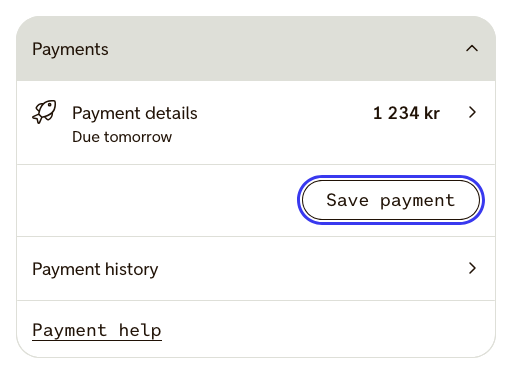 Payments
Payment details
1 234 kr
Due tomorrow
Save payment
Payment history
Payment help